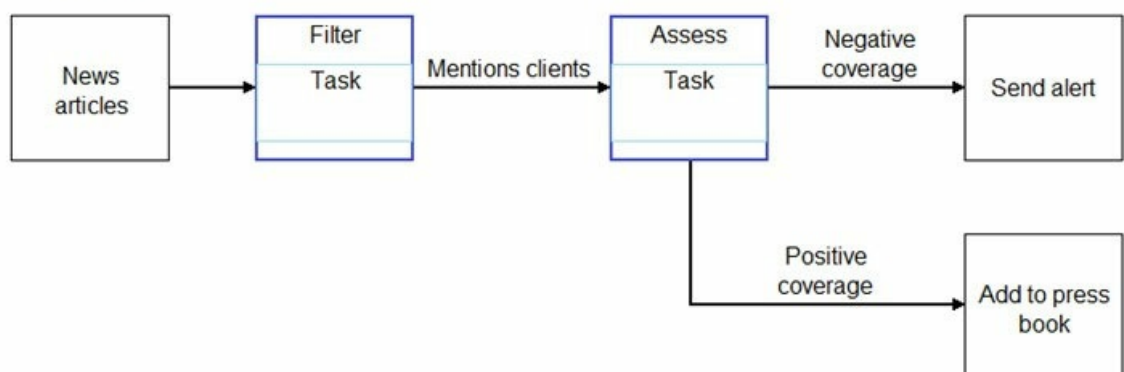 News
articles
Filter
Task
Mentions clients
Assess
Task
Negative
coverage
Send alert
Positive
coverage
Add to press
book